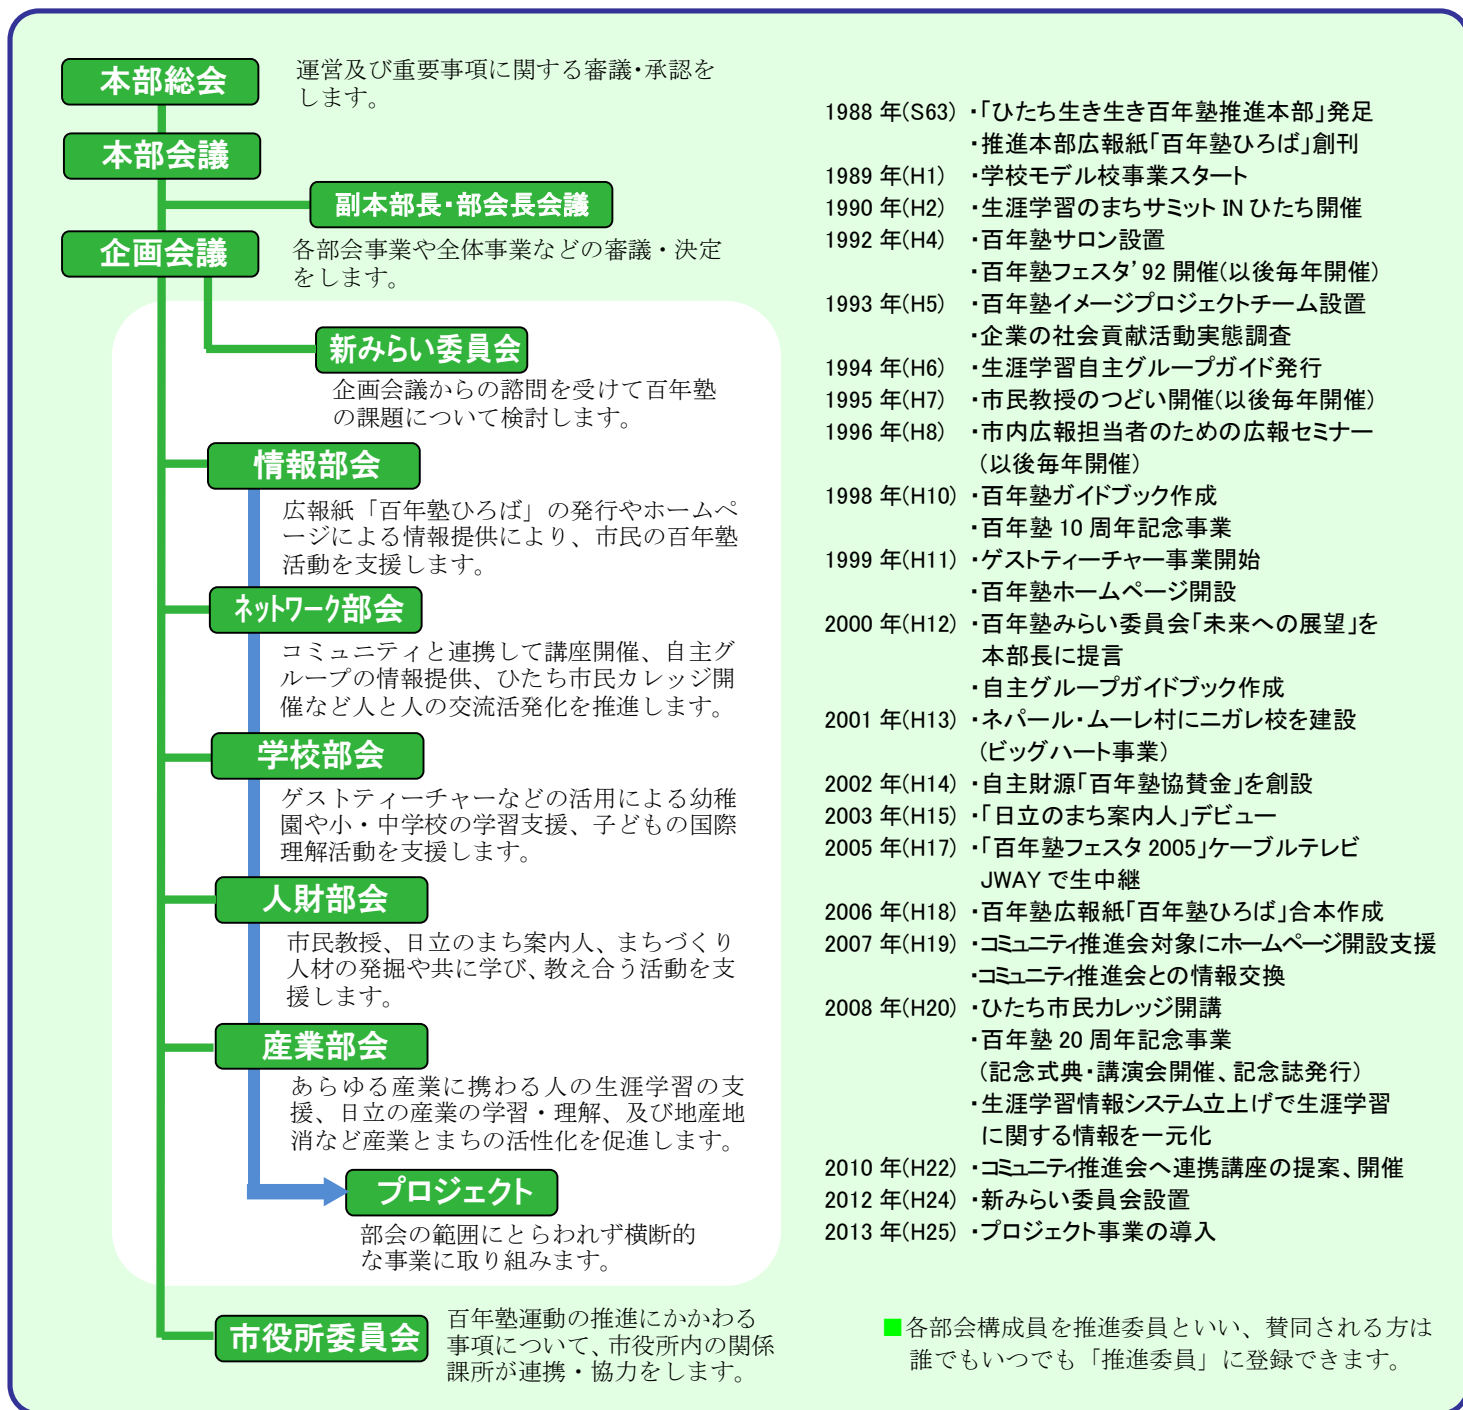 本部総会
運営及び重要事項に関する審議・承認を
します。
本部会議
副本部長・部会長会議
企画会議
各部会事業や全体事業などの審議・決定
をします。
新みらい委員会
企画会議からの諮問を受けて百年塾
の課題について検討します。
情報部会
広報紙「百年塾ひろば」の発行やホームペ
ージによる情報提供により、市民の百年塾
活動を支援します。
ネットワーク部会
コミュニティと連携して講座開催、自主グ
ループの情報提供、ひたち市民カレッジ開
催など人と人の交流活発化を推進します。
学校部会
ゲストティーチャーなどの活用による幼稚
園や小・中学校の学習支援、子どもの国際
理解活動を支援します。
人財部会
市民教授、日立のまち案内人、まちづくり
人材の発掘や共に学び、教え合う活動を支
援します。
産業部会
あらゆる産業に携わる人の生涯学習の支
援、日立の産業の学習・理解、及び地産地
消など産業とまちの活性化を促進します。
プロジェクト
部会の範囲にとらわれず横断的
な事業に取り組みます。
市役所委員会
百年塾運動の推進にかかわる
事項について、市役所内の関係
課所が連携・協力をします。
1988 年(S63) ・「ひたち生き生き百年塾推進本部」発足
・推進本部広報紙「百年塾ひろば」創刊
1989 年(H1) ・学校モデル校事業スタート
1990 年(H2) ・生涯学習のまちサミット IN ひたち開催
1992 年(H4) ・百年塾サロン設置
・百年塾フェスタ’92 開催(以後毎年開催)
1993 年(H5) ・百年塾イメージプロジェクトチーム設置
・企業の社会貢献活動実態調査
1994 年(H6) ・生涯学習自主グループガイド発行
1995 年(H7) ・市民教授のつどい開催(以後毎年開催)
1996 年(H8) ・市内広報担当者のための広報セミナー
(以後毎年開催)
1998 年(H10) ・百年塾ガイドブック作成
・百年塾 10 周年記念事業
1999 年(H11) ・ゲストティーチャー事業開始
・百年塾ホームページ開設
2000 年(H12) ・百年塾みらい委員会「未来への展望」を
本部長に提言
・自主グループガイドブック作成
2001 年(H13) ・ネパール・ムーレ村にニガレ校を建設
(ビッグハート事業)
2002 年(H14) ・自主財源「百年塾協賛金」を創設
2003 年(H15) ・「日立のまち案内人」デビュー
2005 年(H17) ・「百年塾フェスタ 2005」ケーブルテレビ
JWAY で生中継
2006 年(H18) ・百年塾広報紙「百年塾ひろば」合本作成
2007 年(H19) ・コミュニティ推進会対象にホームページ開設支援
・コミュニティ推進会との情報交換
2008 年(H20) ・ひたち市民カレッジ開講
・百年塾 20 周年記念事業
(記念式典・講演会開催、記念誌発行)
・生涯学習情報システム立上げで生涯学習
に関する情報を一元化
2010 年(H22) ・コミュニティ推進会へ連携講座の提案、開催
2012 年(H24) ・新みらい委員会設置
2013 年(H25) ・プロジェクト事業の導入
■各部会構成員を推進委員といい、賛同される方は
誰でもいつでも「推進委員」に登録できます。